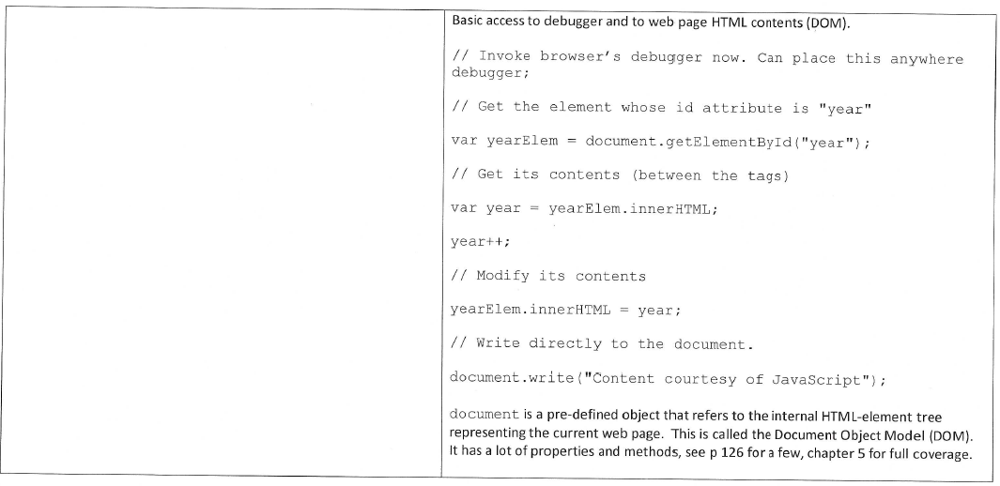 Basic access to debugger and to web page HTML contents (DOM).
// Invoke browser's debugger now. Can place this anywhere
debugger;
// Get the element whose id attribute is "year"
var yearElem = document.getElementById("year");
// Get its contents (between the tags)
var year = yearElem.innerHTML;
year++;
// Modify its contents
yearElem.innerHTML = year;
// Write directly to the document.
document.write("Content courtesy of JavaScript");
document is a pre-defined object that refers to the internal HTML-element tree
representing the current web page. This is called the Document Object Model (DOM).
It has a lot of properties and methods, see p 126 for a few, chapter 5 for full coverage.